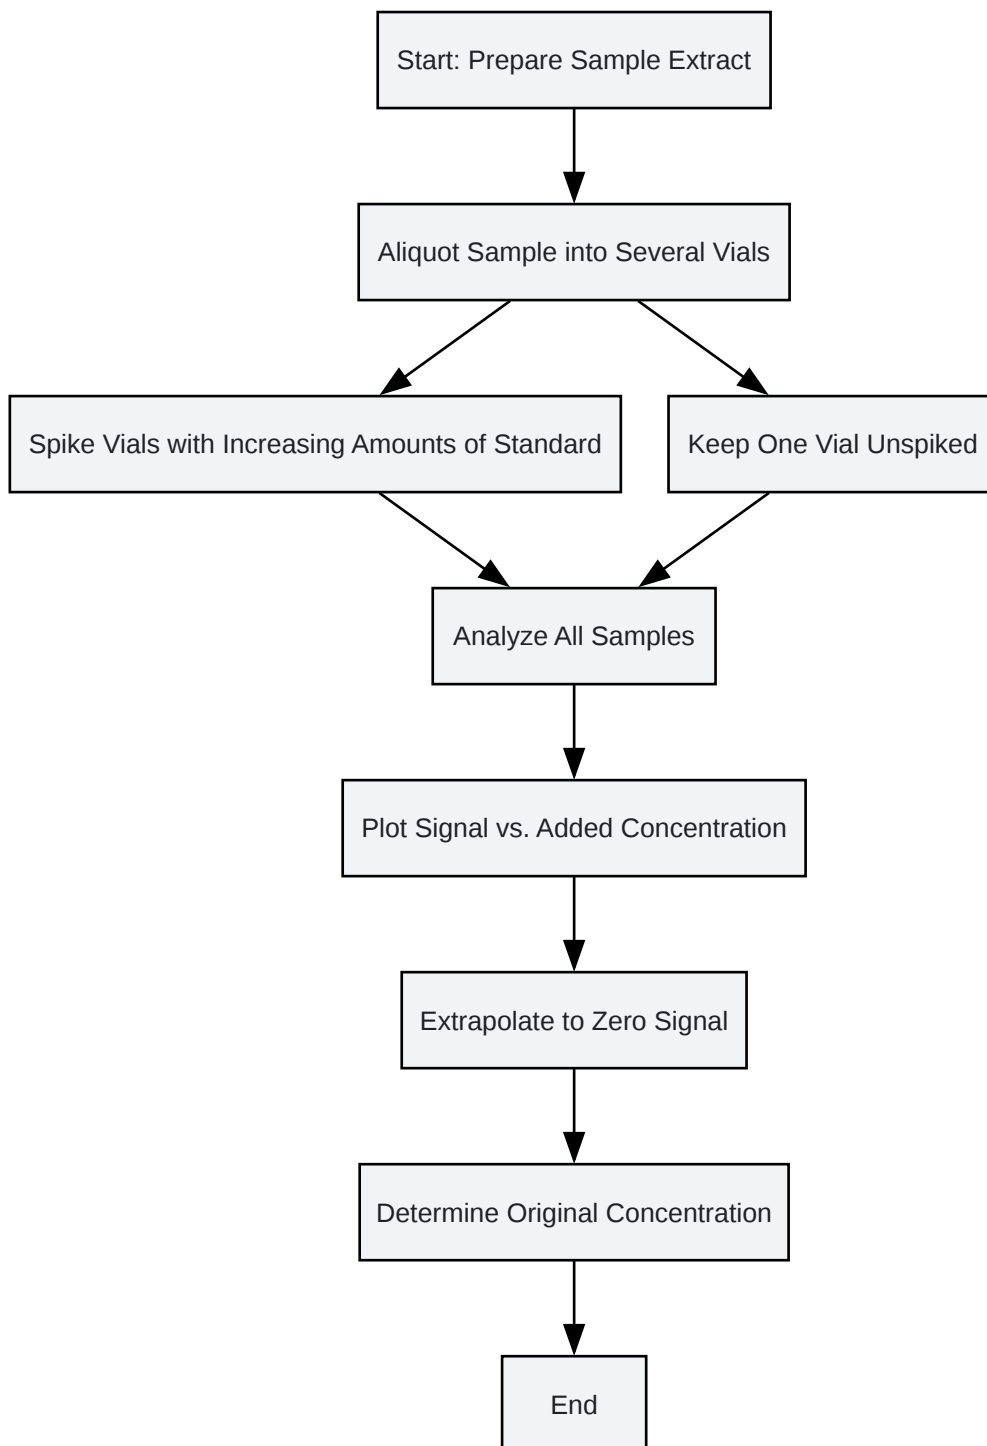 Start: Prepare Sample Extract
Aliquot Sample into Several Vials
Spike Vials with Increasing Amounts of Standard
Keep One Vial Unspiked
Analyze All Samples
Plot Signal vs. Added Concentration
Extrapolate to Zero Signal
Determine Original Concentration
End